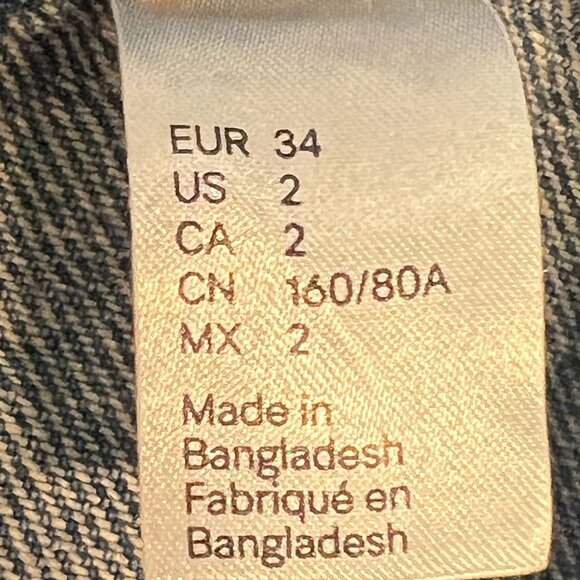 EUR 34
US 2
CA 2
CN 160/80A
MX 2
Made in
Bangladesh
Fabriqué en
Bangladesh